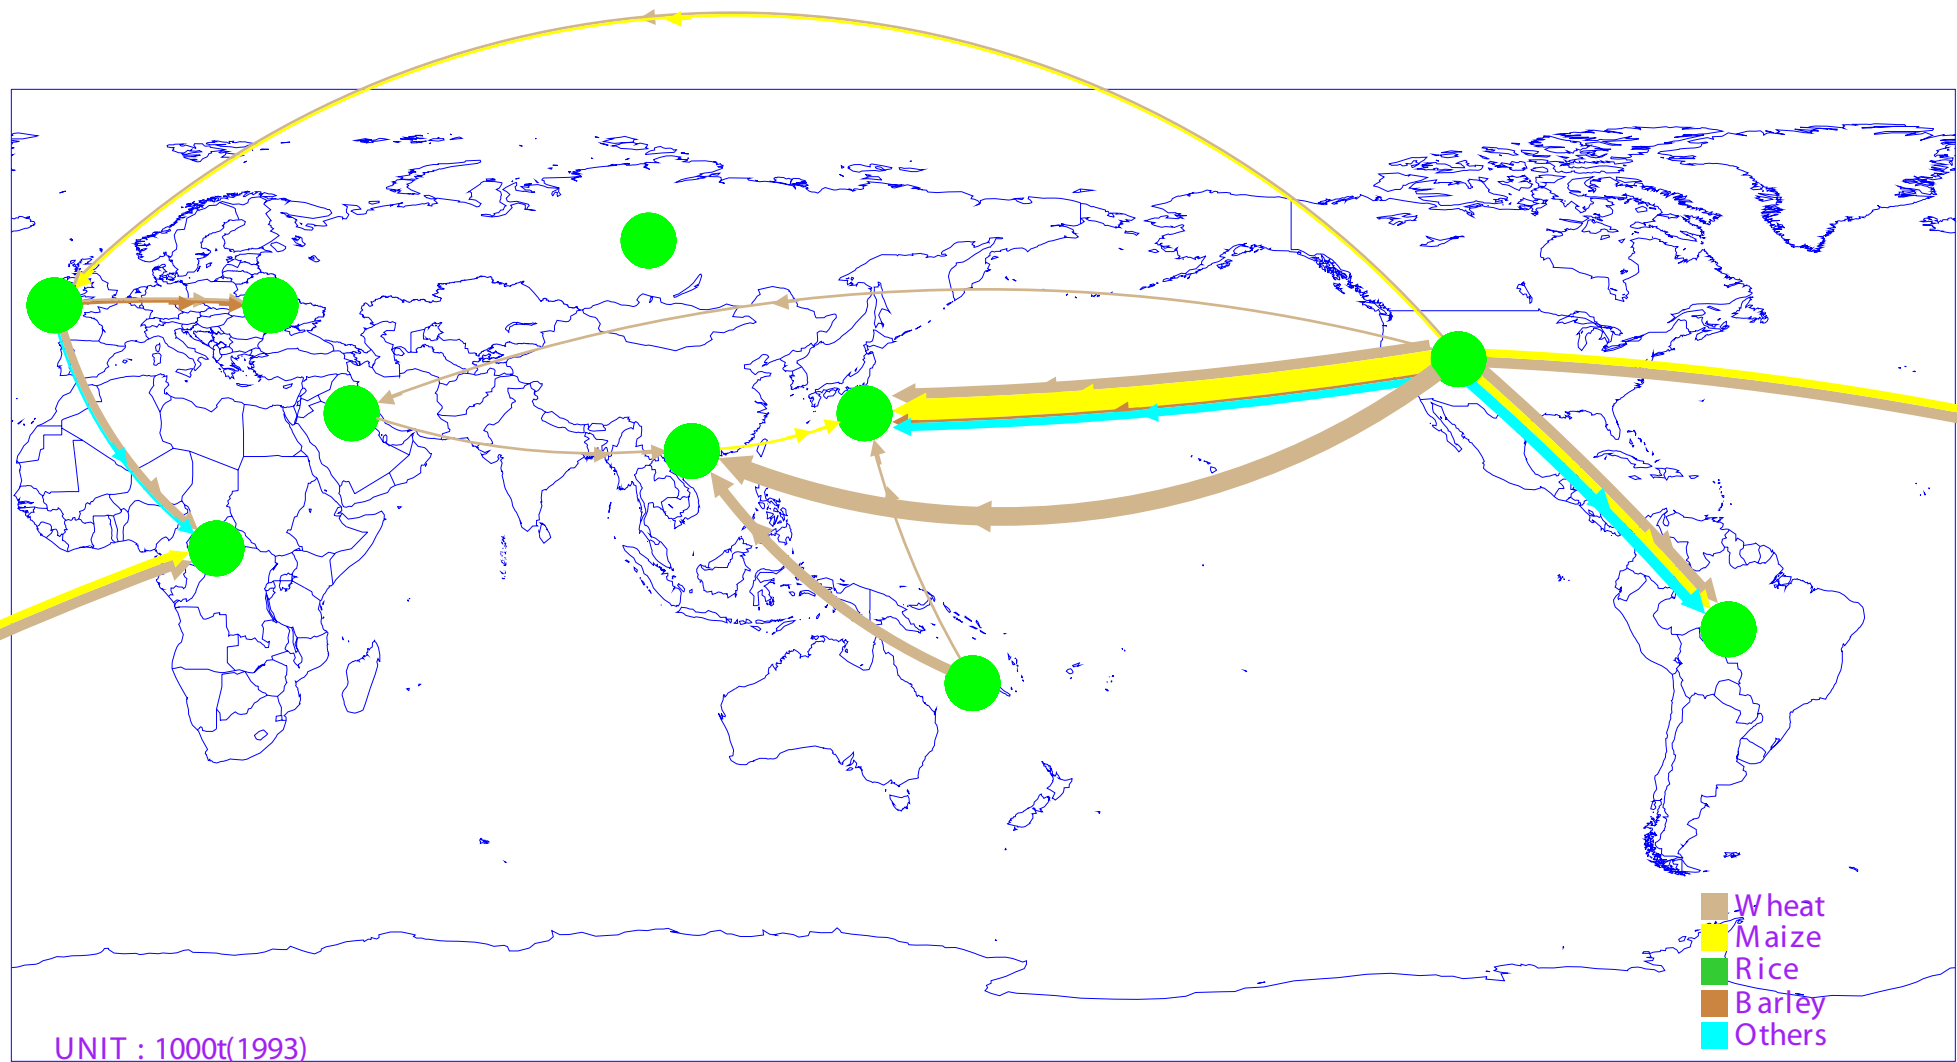 Wheat
Maize
Rice
Barley
Others
UNIT : 1000t(1993)